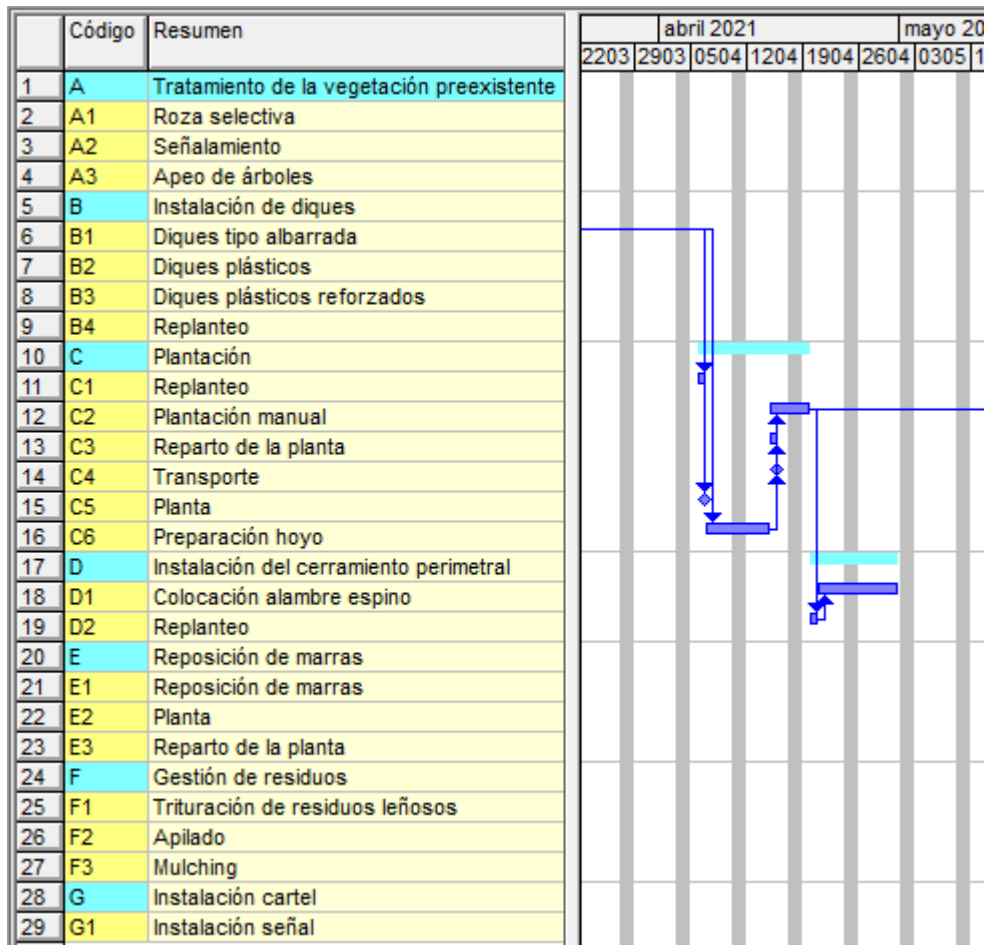 Código Resumen abril 2021 mayo 20
2203 2903 0504 1204 1904 2604 0305 1
1 A Tratamiento de la vegetación preexistente
2 A1 Roza selectiva
3 A2 Señalamiento
4 A3 Apeo de árboles
5 B Instalación de diques
6 B1 Diques tipo albarrada
7 B2 Diques plásticos
8 B3 Diques plásticos reforzados
9 B4 Replanteo
10 C Plantación
11 C1 Replanteo
12 C2 Plantación manual
13 C3 Reparto de la planta
14 C4 Transporte
15 C5 Planta
16 C6 Preparación hoyo
17 D Instalación del cerramiento perimetral
18 D1 Colocación alambre espino
19 D2 Replanteo
20 E Reposición de marras
21 E1 Reposición de marras
22 E2 Planta
23 E3 Reparto de la planta
24 F Gestión de residuos
25 F1 Trituración de residuos leñosos
26 F2 Apilado
27 F3 Mulching
28 G Instalación cartel
29 G1 Instalación señal